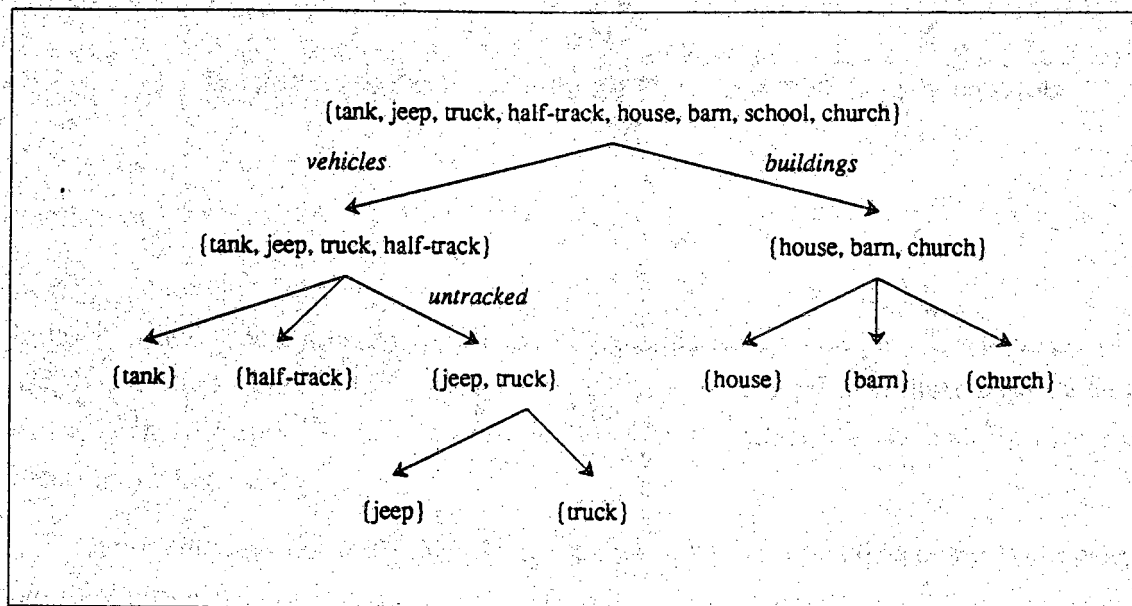 {tank, jeep, truck, half-track, house, barn, school, church}
vehicles
buildings
{tank, jeep, truck, half-track}
{house, barn, church}
untracked
{tank}
{half-track}
{jeep, truck}
{house}
{barn}
{church}
{jeep}
{truck}